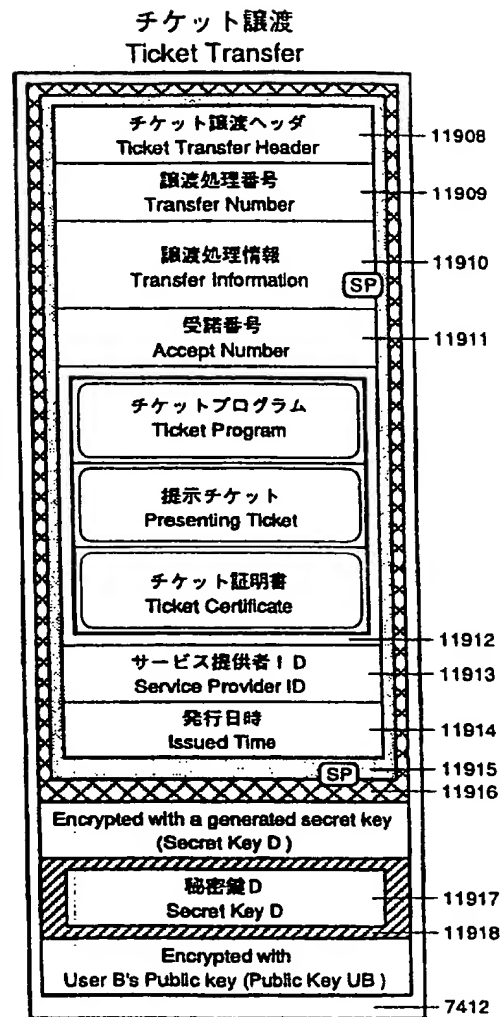 チケット譲渡
Ticket Transfer
チケット譲渡ヘッダ
Ticket Transfer Header
11908
譲渡処理番号
Transfer Number
11909
譲渡処理情報
Transfer Information
11910
SP
受諾番号
Accept Number
11911
チケットプログラム
Ticket Program
提示チケット
Presenting Ticket
チケット証明書
Ticket Certificate
11912
サービス提供者ID
Service Provider ID
11913
発行日時
Issued Time
11914
SP
11915
11916
Encrypted with a generated secret key
(Secret Key D)
秘密鍵D
Secret Key D
11917
11918
Encrypted with
User B's Public key (Public Key UB)
7412